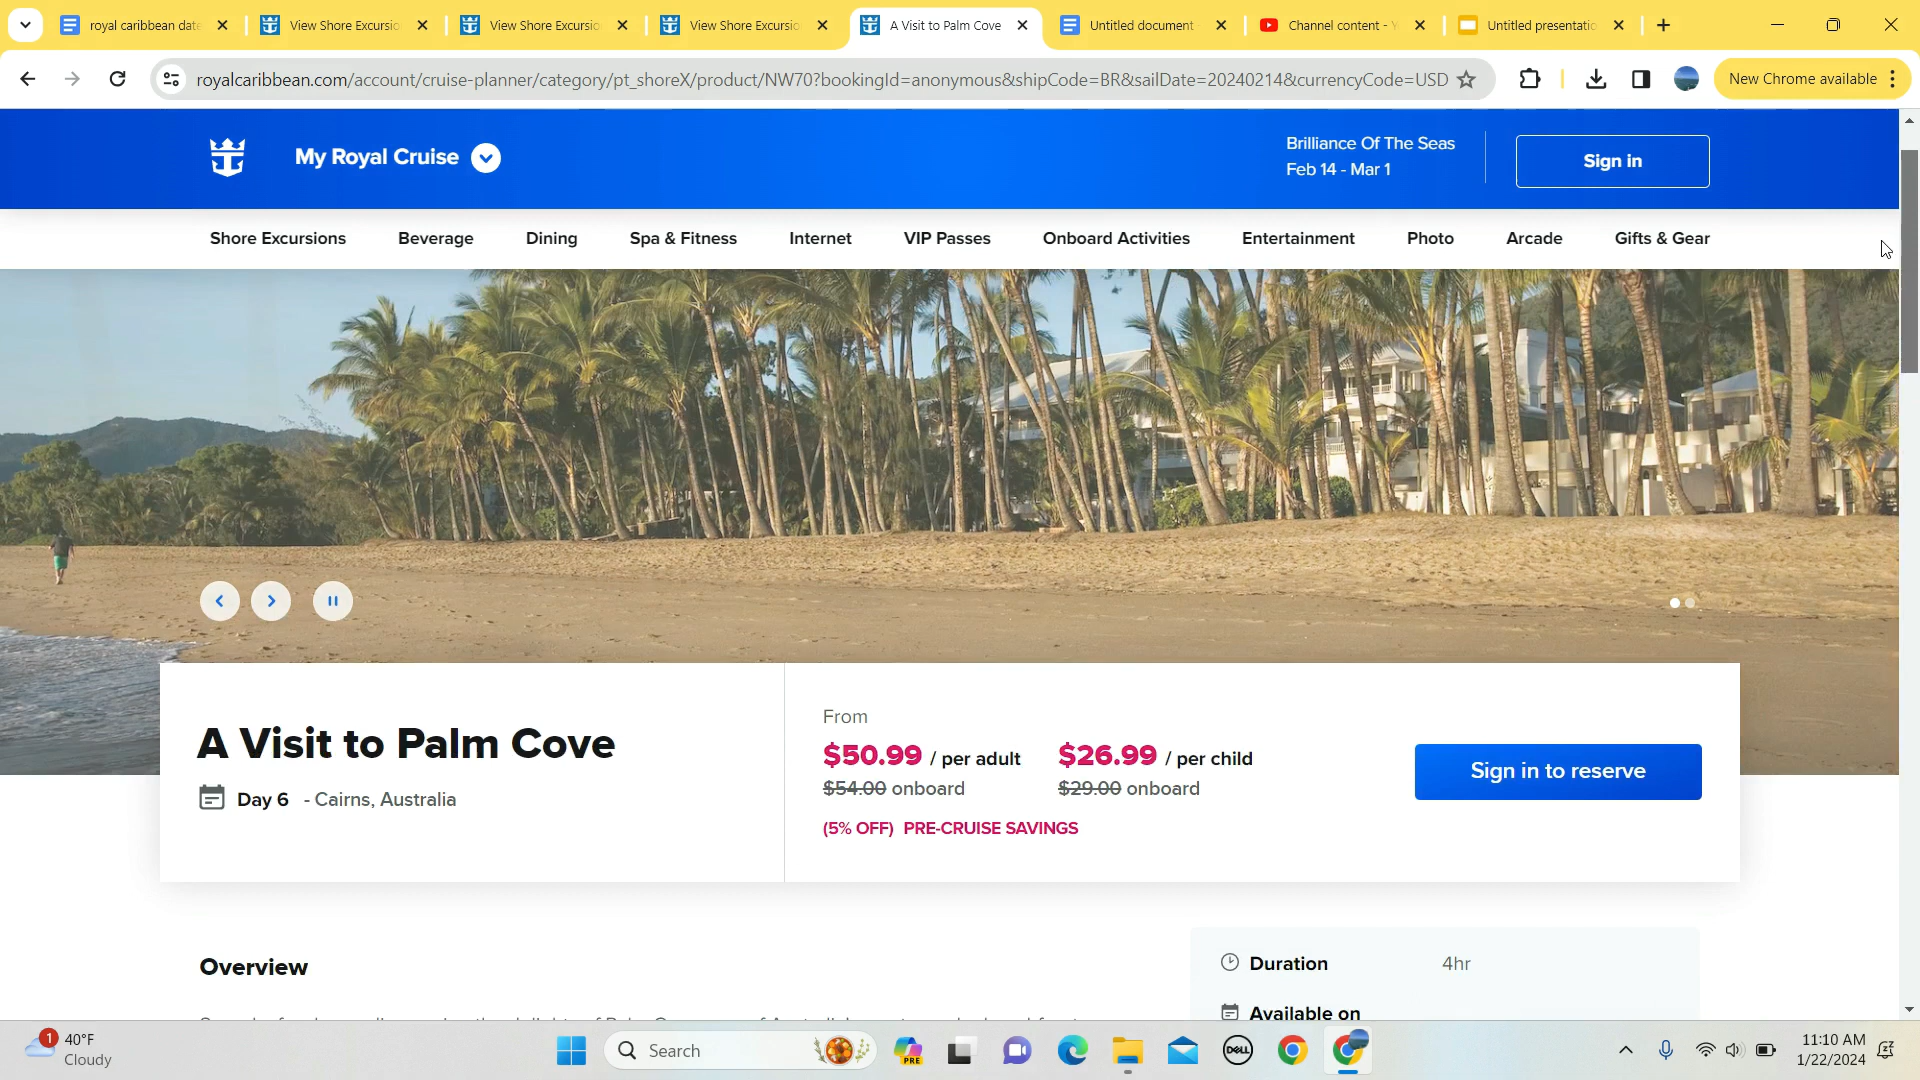 royal caribbean date
View Shore Excursio
View Shore Excursio
View Shore Excursio
A Visit to Palm Cove
Untitled document
Channel content - Y
Untitled presentatio
royalcaribbean.com/account/cruise-planner/category/pt_shoreX/product/NW70?bookingId=anonymous&shipCode=BR&sailDate=20240214&currencyCode=USD
New Chrome available
My Royal Cruise
Brilliance Of The Seas
Feb 14 - Mar 1
Sign in
Shore Excursions
Beverage
Dining
Spa & Fitness
Internet
VIP Passes
Onboard Activities
Entertainment
Photo
Arcade
Gifts & Gear
A Visit to Palm Cove
Day 6 - Cairns, Australia
From
$50.99 / per adult
$54.00 onboard
$26.99 / per child
$29.00 onboard
(5% OFF) PRE-CRUISE SAVINGS
Sign in to reserve
Overview
Duration 4hr
Available on
1
40°F
Cloudy
Search
PRE
DELL
11:10 AM
1/22/2024